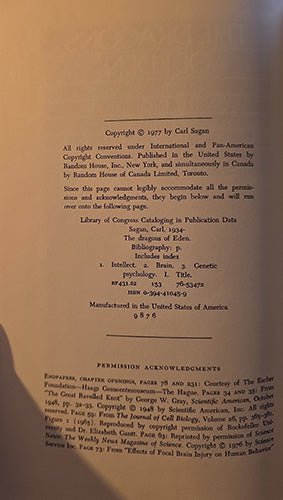 Copyright © 1977 by Carl Sagan
All rights reserved under International and Pan-American
Copyright Conventions. Published in the United States by
Random House, Inc., New York, and simultaneously in Canada
by Random House of Canada Limited, Toronto.
Since this page cannot legibly accommodate all the permis-
sions and acknowledgments, they begin below and will run
over onto the following page.
Library of Congress Cataloging in Publication Data
Sagan, Carl, 1934-
The dragons of Eden.
Bibliography: p.
Includes index
1. Intellect. 2. Brain. 3. Genetic
psychology. I. Title.
BF431.S2 153 76-53472
ISBN 0-394-41045-9
Manufactured in the United States of America
9 8 7 6
PERMISSION ACKNOWLEDGMENTS
ENDPAPERS, CHAPTER OPENINGS, PAGES 78 AND 231: Courtesy of The Escher
Foundation—Haags Gemeentemuseum—The Hague. PAGES 34 AND 35: From
"The Great Ravelled Knot" by George W. Gray, Scientific American, October
1948, pp. 32-33. Copyright © 1948 by Scientific American, Inc. All rights
reserved. PAGE 59: From The Journal of Cell Biology, Volume 26, pp. 365-381,
Figure 1 (1965). Reprinted by copyright permission of Rockefeller Univer-
versity and Dr. Elizabeth Gantt. PAGE 63: Reprinted by permission of Science
News: The Weekly News Magazine of Science. Copyright © 1976 by Science
Service Inc. PAGE 73: From "Effects of Focal Brain Injury on Human Behavior"